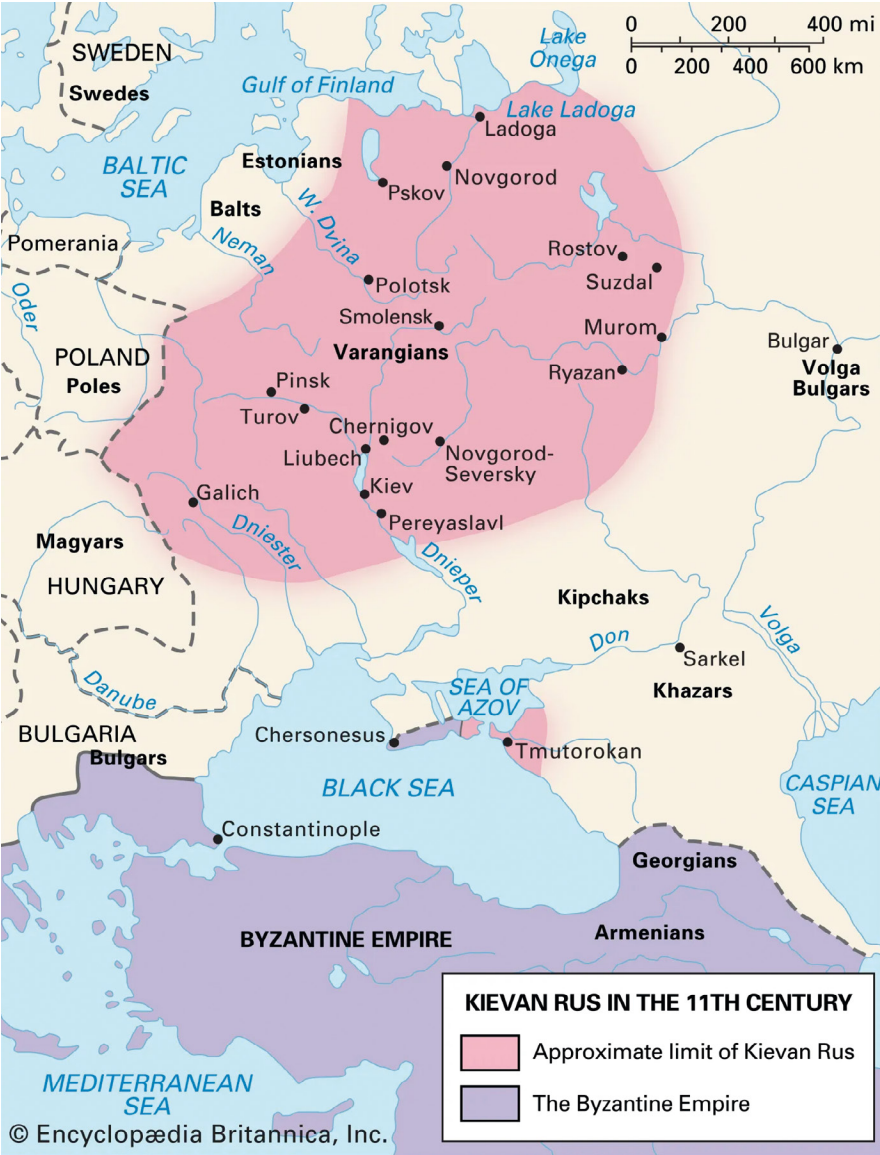 0 200 400 mi
0 200 400 600 km
SWEDEN
Swedes
Lake
Onega
Gulf of Finland
Lake Ladoga
Ladoga
BALTIC
SEA
Estonians
Novgorod
Pskov
Balts
W. Dvina
Pomerania
Neman
Rostov
Suzdal
Oder
Polotsk
Smolensk
Murom
Bulgar
Volga
Bulgars
POLAND
Poles
Varangians
Ryazan
Pinsk
Turov
Chernigov
Liubech
Novgorod-
Seversky
Kiev
Galich
Pereyaslavl
Dniester
Dnieper
Magyars
HUNGARY
Kipchaks
Don
Volga
Sarkel
Khazars
Danube
SEA OF
AZOV
BULGARIA
Bulgars
Chersonesus
Tmutorokan
BLACK SEA
CASPIAN
SEA
Constantinople
Georgians
BYZANTINE EMPIRE
Armenians
KIEVAN RUS IN THE 11TH CENTURY
Approximate limit of Kievan Rus
The Byzantine Empire
MEDITERRANEAN
SEA
© Encyclopædia Britannica, Inc.